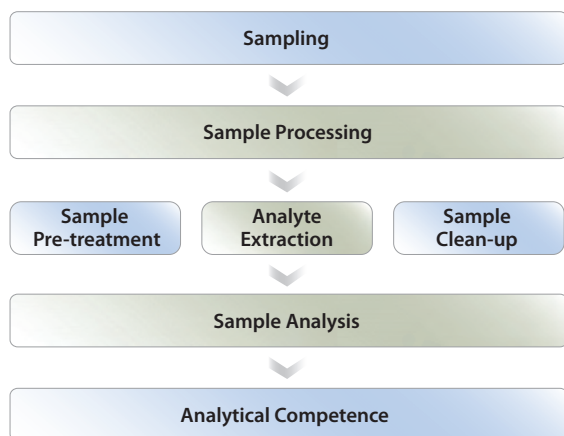 Sampling
Sample Processing
Sample
Pre-treatment
Analyte
Extraction
Sample
Clean-up
Sample Analysis
Analytical Competence